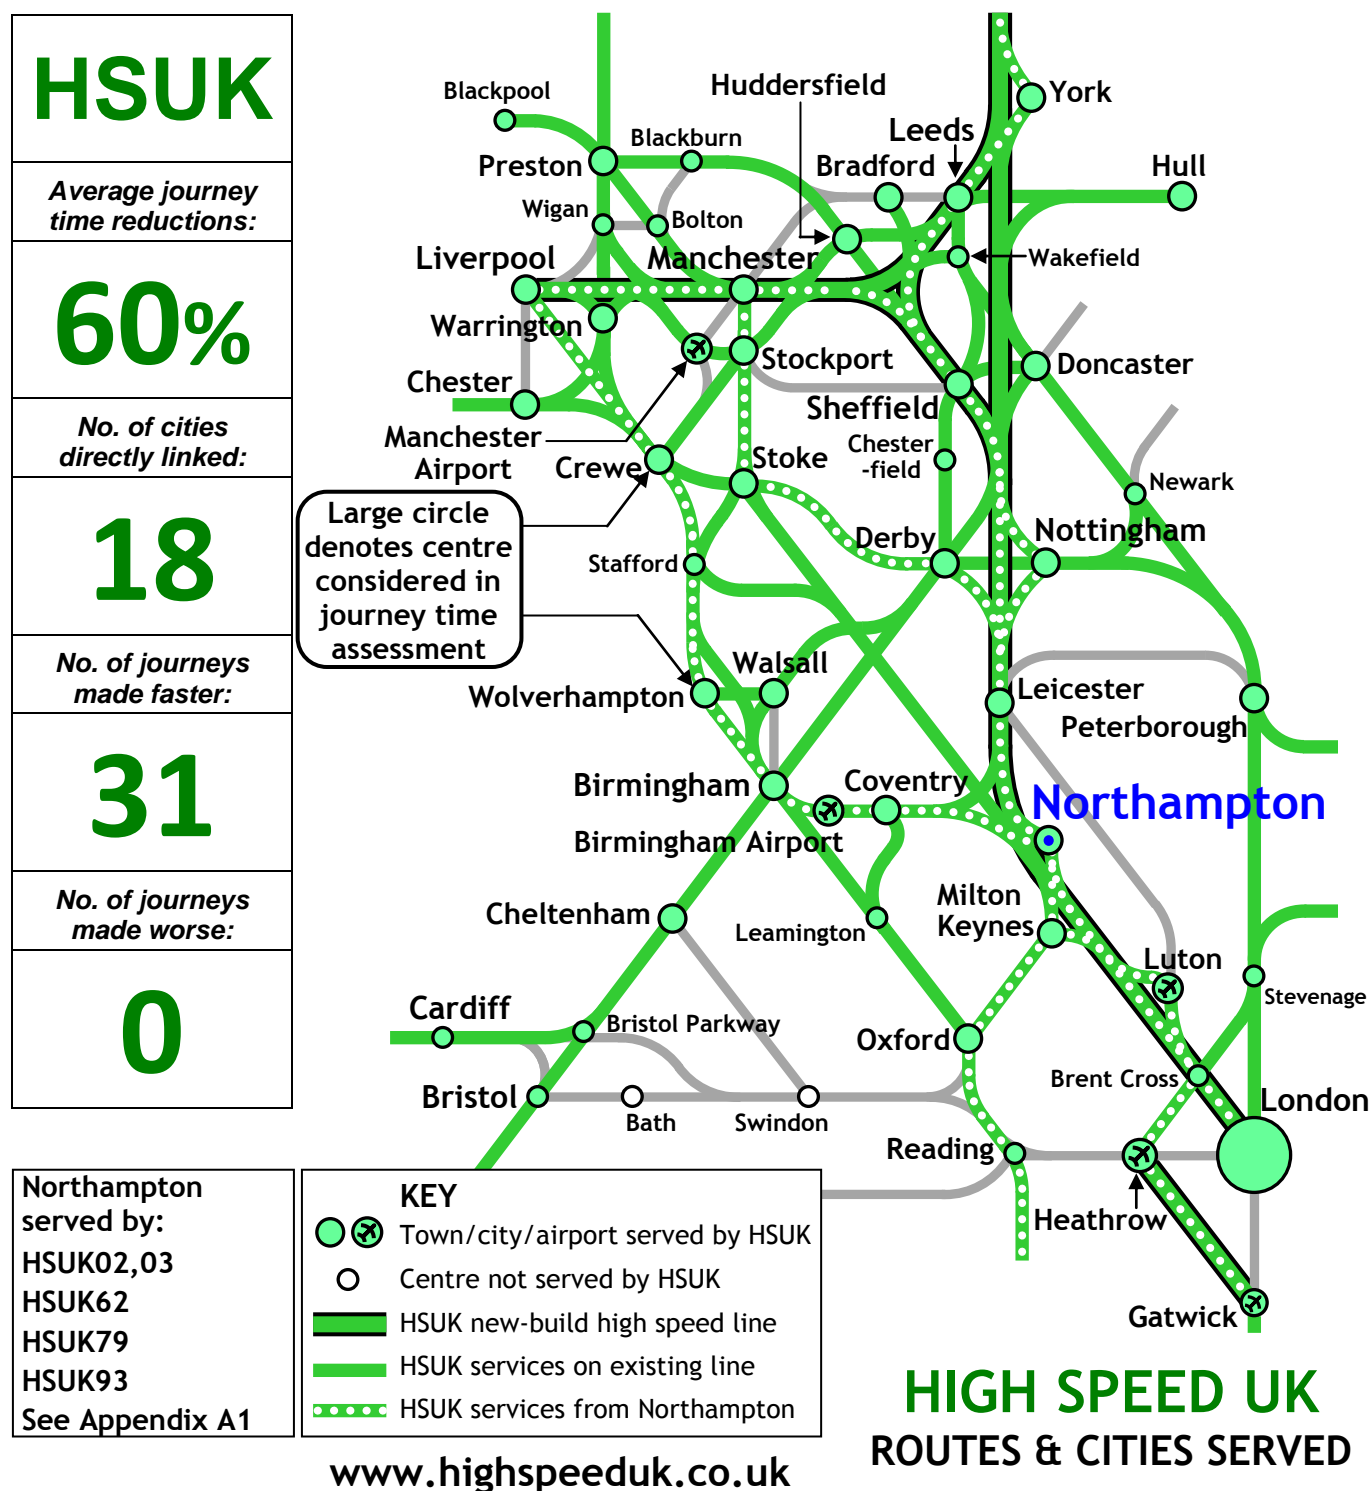 HSUK
Average journey
time reductions:
60%
No. of cities
directly linked:
18
No. of journeys
made faster:
31
No. of journeys
made worse:
0
Northampton
served by:
HSUK02,03
HSUK62
HSUK79
HSUK93
See Appendix A1
Blackpool
Huddersfield
York
Blackburn
Leeds
Preston
Bradford
Hull
Wigan
Bolton
Liverpool
Manchester
Wakefield
Warrington
Stockport
Doncaster
Chester
Sheffield
Manchester
Airport
Chester
-field
Crewe
Stoke
Newark
Large circle
denotes centre
considered in
journey time
assessment
Derby
Nottingham
Stafford
Walsall
Wolverhampton
Leicester
Peterborough
Birmingham
Coventry
Northampton
Birmingham Airport
Milton
Keynes
Cheltenham
Leamington
Luton
Stevenage
Cardiff
Bristol Parkway
Oxford
Brent Cross
Bristol
Bath
Swindon
London
Reading
Heathrow
Gatwick
KEY
Town/city/airport served by HSUK
Centre not served by HSUK
HSUK new-build high speed line
HSUK services on existing line
HSUK services from Northampton
HIGH SPEED UK
ROUTES & CITIES SERVED
www.highspeeduk.co.uk